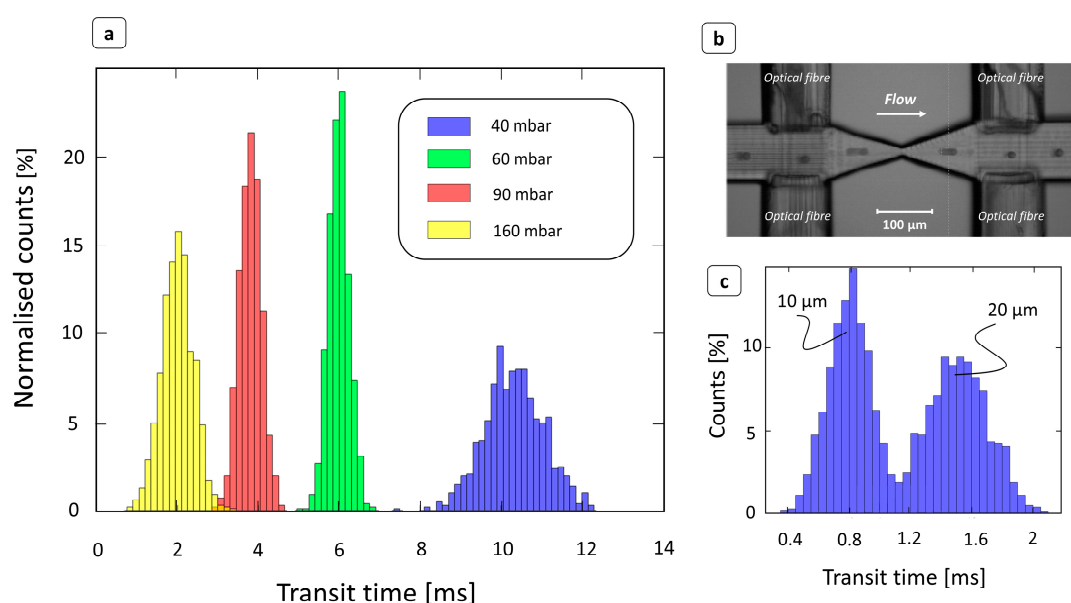 a
Normalised counts [%]
20
15
10
5
0
40 mbar
60 mbar
90 mbar
160 mbar
0 2 4 6 8 10 12 14
Transit time [ms]
b
Optical fibre
Optical fibre
Flow
100 µm
Optical fibre
Optical fibre
c
Counts [%]
10
5
0
10 µm
20 µm
0.4 0.8 1.2 1.6 2
Transit time [ms]